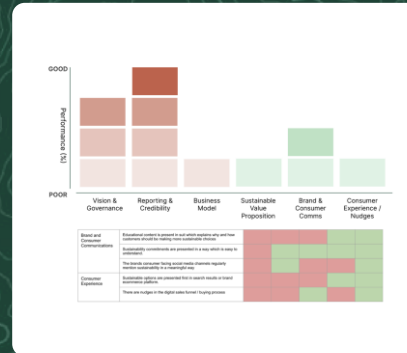 GOOD
Performance (%)
POOR
Vision &
Governance
Reporting &
Credibility
Business
Model
Sustainable
Value
Proposition
Brand &
Consumer
Comms
Consumer
Experience /
Nudges
Brand and
Consumer
Communications
Educational content is present in suit which explains why and how
customers should be making more sustainable choices.
Sustainability commitments are presented in a way which is easy to
understand.
The brands consumer facing social media channels regularly
mention sustainability in a meaningful way
Consumer
Experience
Sustainable options are presented first in search results or brand
ecommerce platform.
There are nudges in the digital sales funnel / buying process.